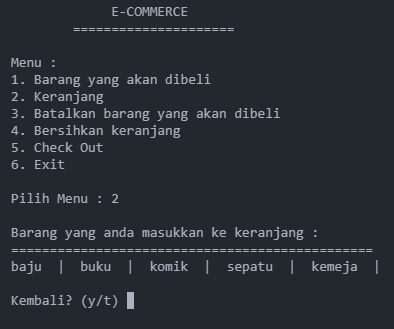 E-COMMERCE
=====================
Menu :
1. Barang yang akan dibeli
2. Keranjang
3. Batalkan barang yang akan dibeli
4. Bersihkan keranjang
5. Check Out
6. Exit
Pilih Menu : 2
Barang yang anda masukkan ke keranjang :
===============================================
baju | buku | komik | sepatu | kemeja |
Kembali? (y/t)